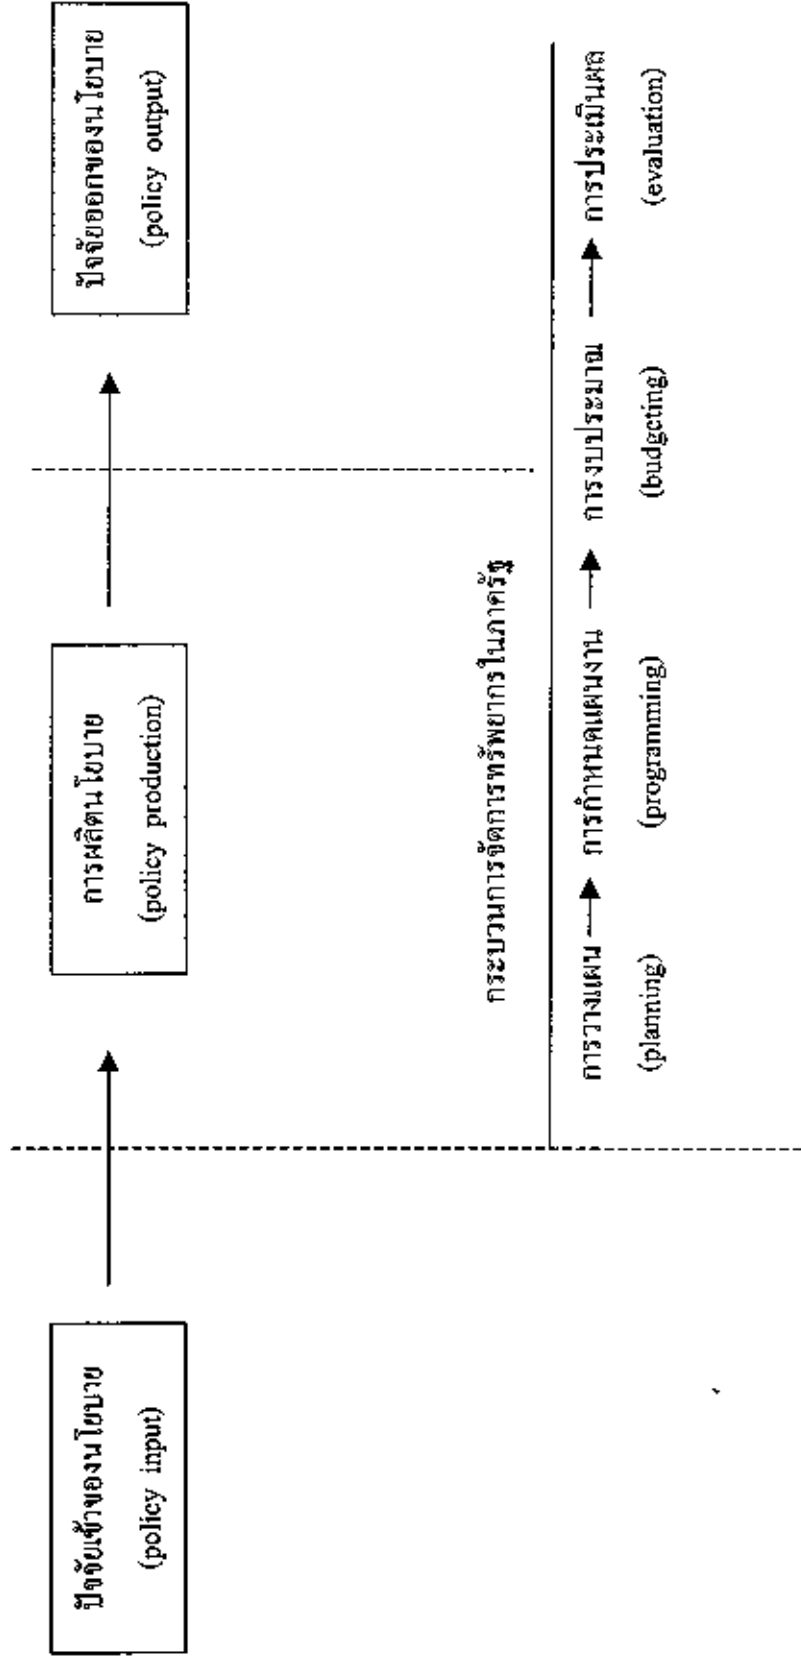 ปัจจัยเข้าของนโยบาย
(policy input)
การผลิตนโยบาย
(policy production)
ปัจจัยออกของนโยบาย
(policy output)
กระบวนการจัดการทรัพยากรในภาครัฐ
การวางแผน
(planning)
การกำหนดแผนงาน
(programming)
การงบประมาณ
(budgeting)
การประเมินผล
(evaluation)